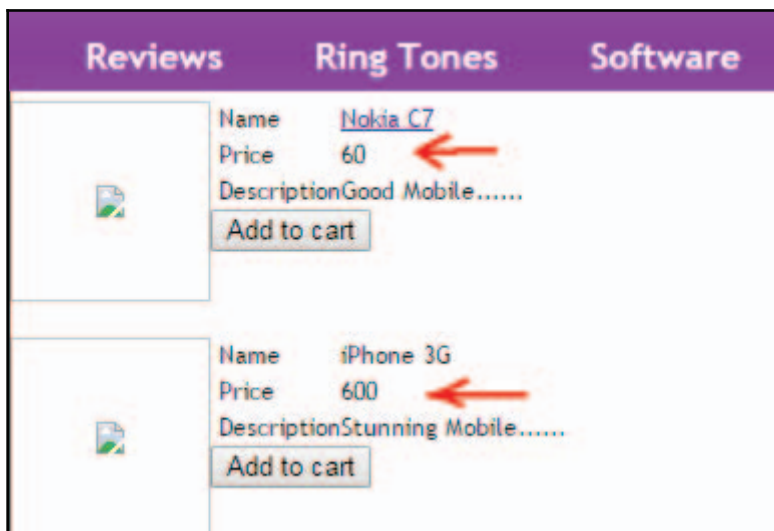 Reviews Ring Tones Software
Name Nokia C7
Price 60
DescriptionGood Mobile......
Add to cart
Name iPhone 3G
Price 600
DescriptionStunning Mobile......
Add to cart